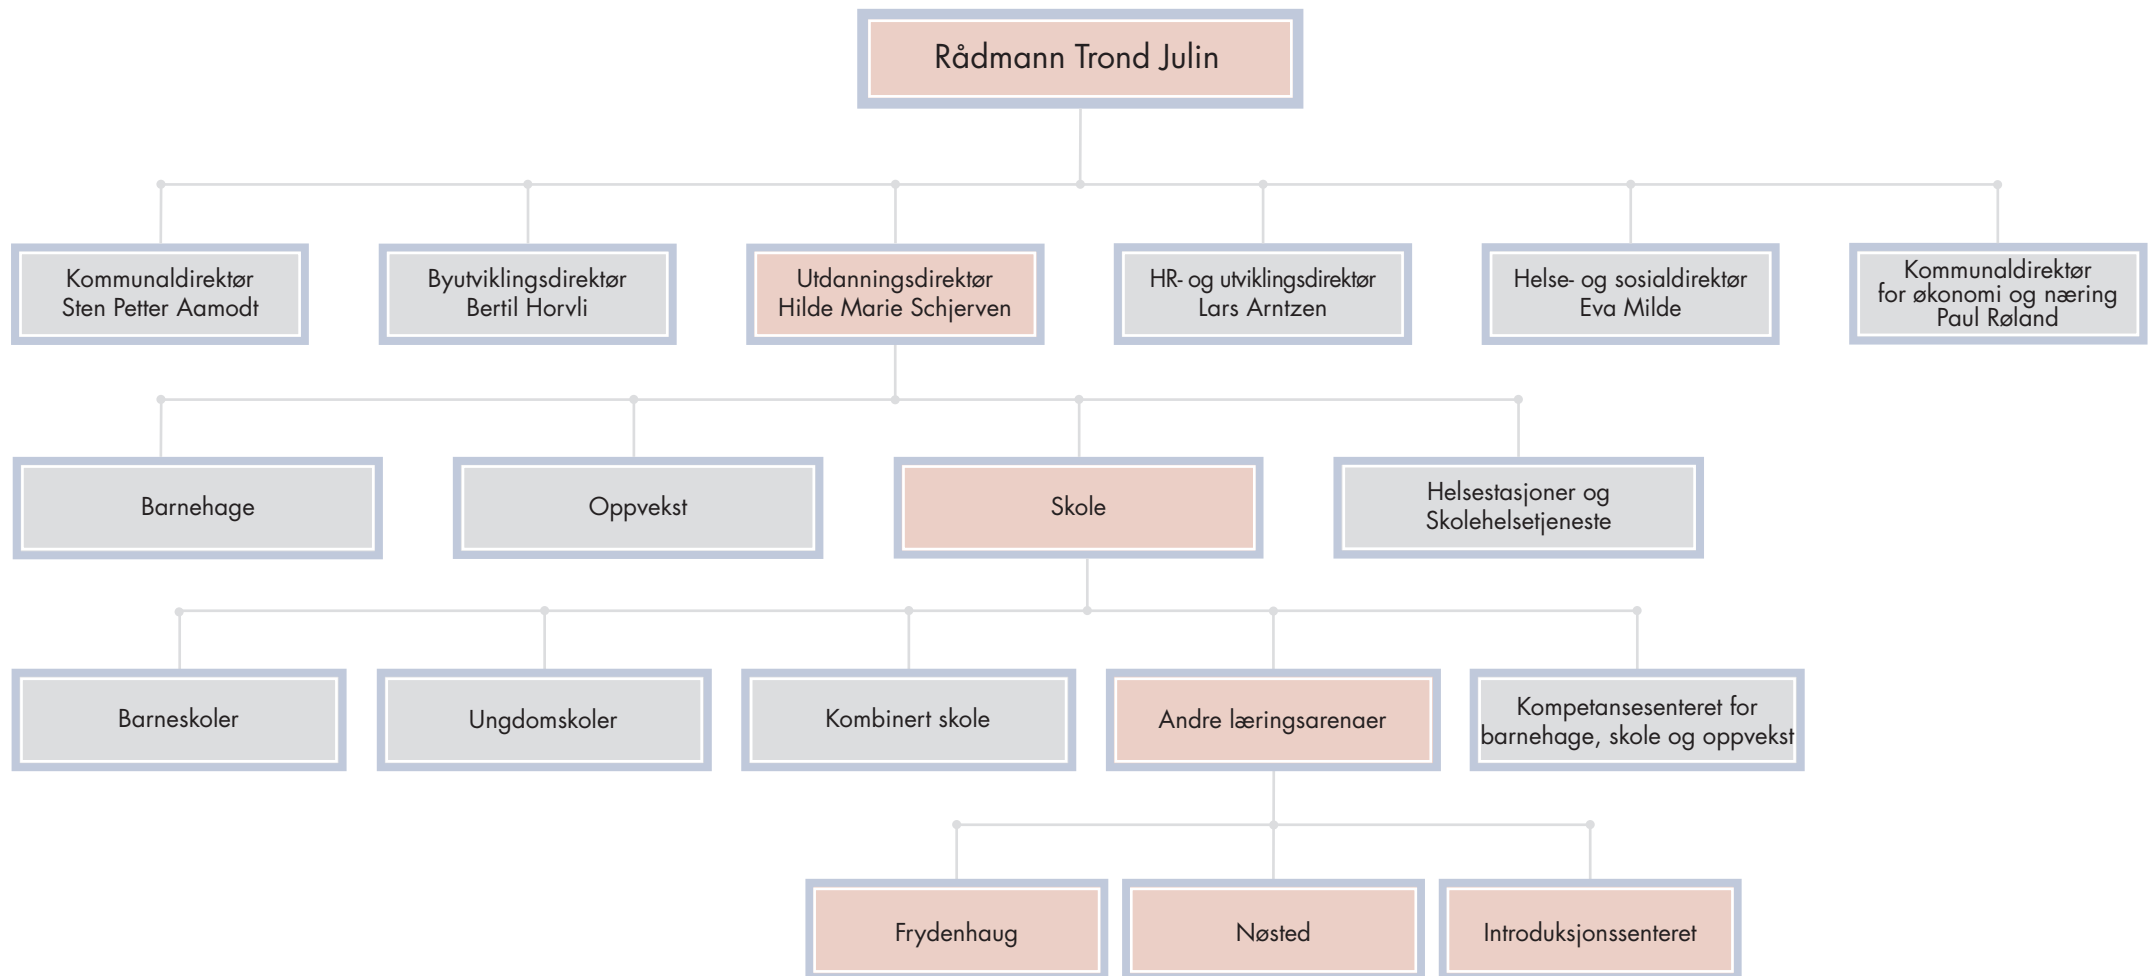 Rådmann Trond Julin
Kommunaldirektør
Sten Petter Aamodt
Byutviklingsdirektør
Bertil Horvli
Utdanningsdirektør
Hilde Marie Schjerven
HR- og utviklingsdirektør
Lars Arntzen
Helse- og sosialdirektør
Eva Milde
Kommunaldirektør
for økonomi og næring
Paul Røland
Barnehage
Oppvekst
Skole
Helsestasjoner og
Skolehelsetjeneste
Barneskoler
Ungdomskoler
Kombinert skole
Andre læringsarenaer
Kompetansesenteret for
barnehage, skole og oppvekst
Frydenhaug
Nøsted
Introduksjonssenteret